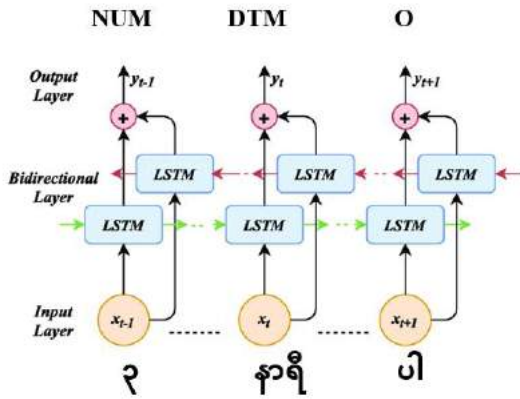 NUM DTM O
Output Layer
y_{t-1} y_t y_{t+1}
+ + +
Bidirectional Layer
LSTM LSTM LSTM
LSTM LSTM LSTM
Input Layer
x_{t-1} x_t x_{t+1}
၃ နာရီ ပါ